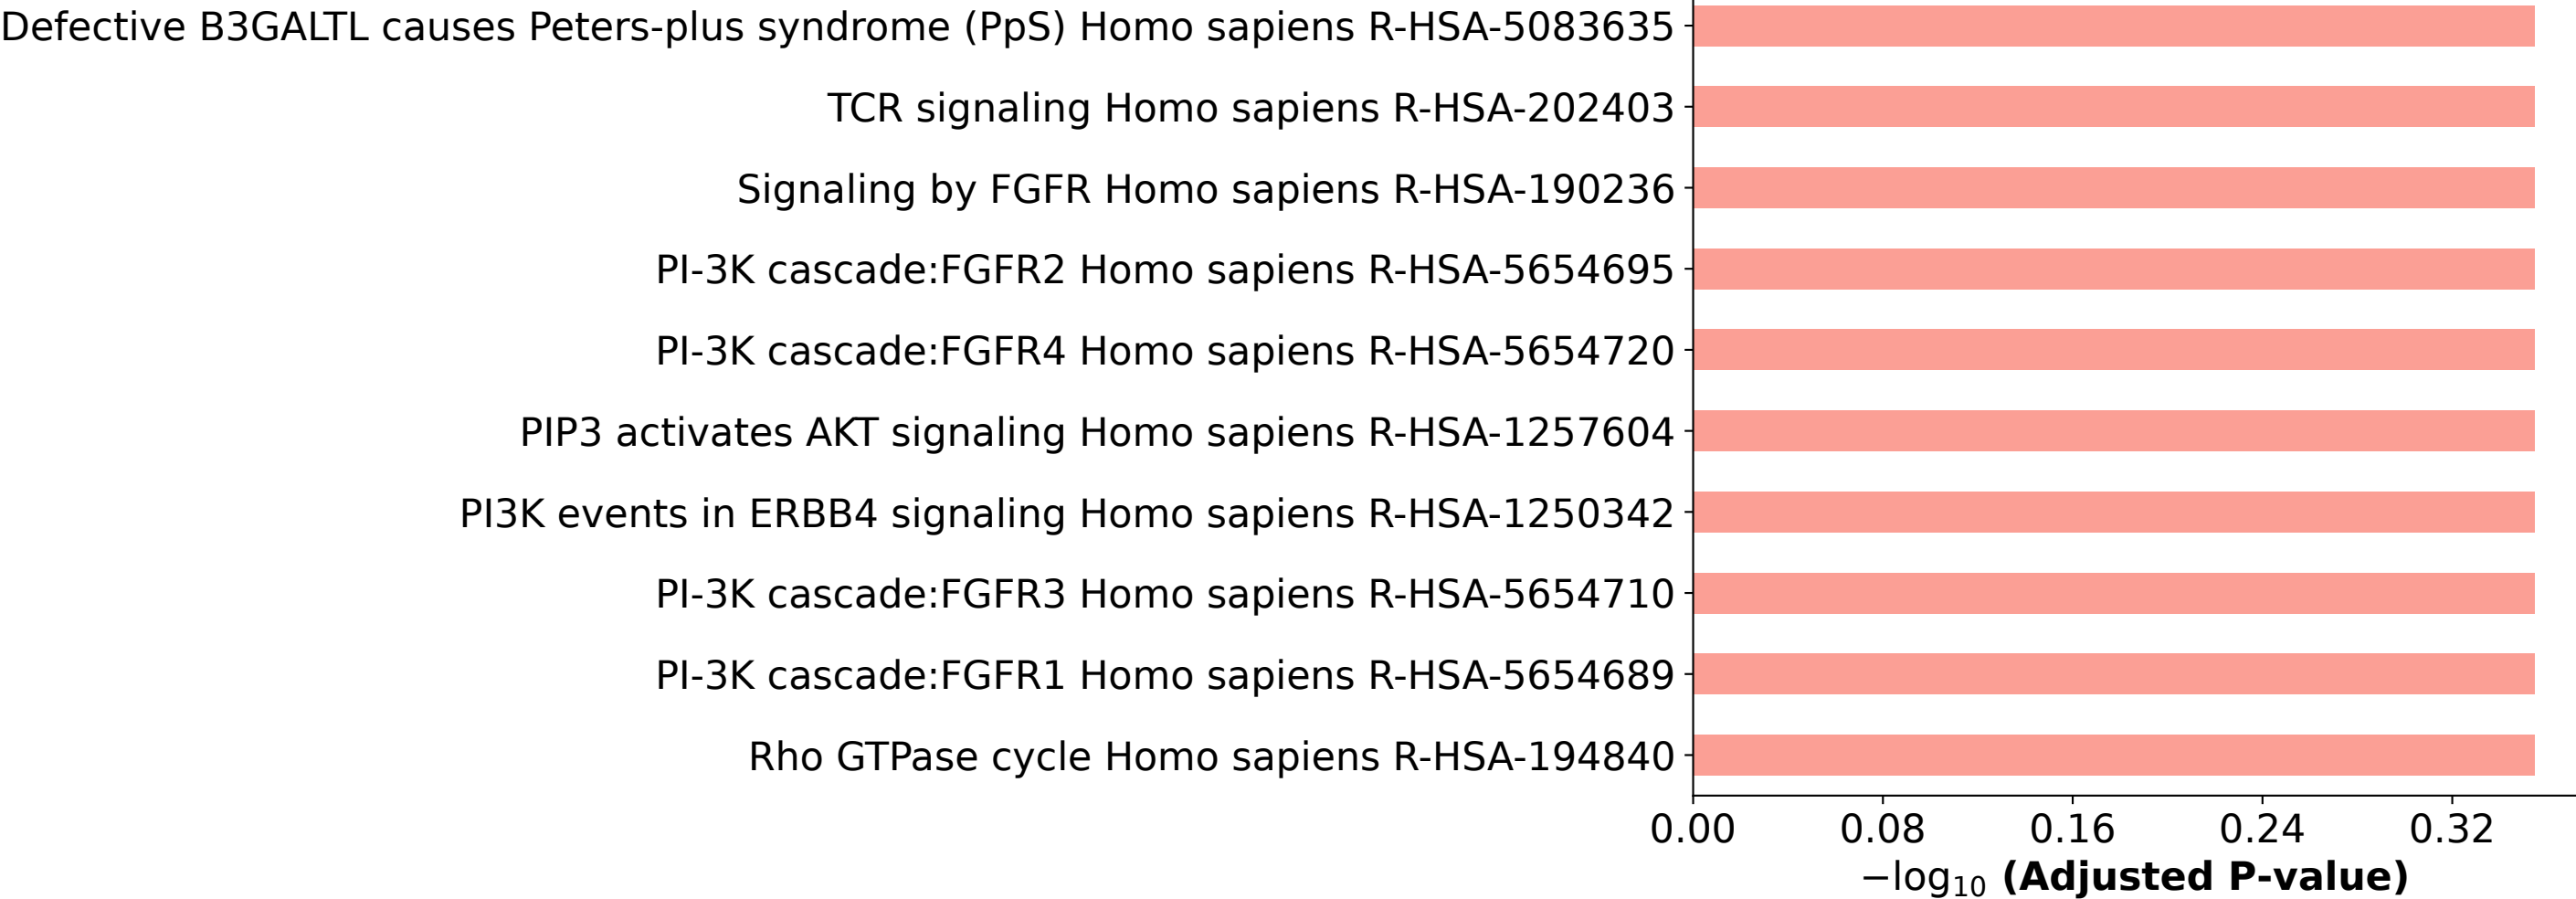 Defective B3GALTL causes Peters-plus syndrome (PpS) Homo sapiens R-HSA-5083635
TCR signaling Homo sapiens R-HSA-202403
Signaling by FGFR Homo sapiens R-HSA-190236
PI-3K cascade:FGFR2 Homo sapiens R-HSA-5654695
PI-3K cascade:FGFR4 Homo sapiens R-HSA-5654720
PIP3 activates AKT signaling Homo sapiens R-HSA-1257604
PI3K events in ERBB4 signaling Homo sapiens R-HSA-1250342
PI-3K cascade:FGFR3 Homo sapiens R-HSA-5654710
PI-3K cascade:FGFR1 Homo sapiens R-HSA-5654689
Rho GTPase cycle Homo sapiens R-HSA-194840
0.00 0.08 0.16 0.24 0.32
−log₁₀ (Adjusted P-value)